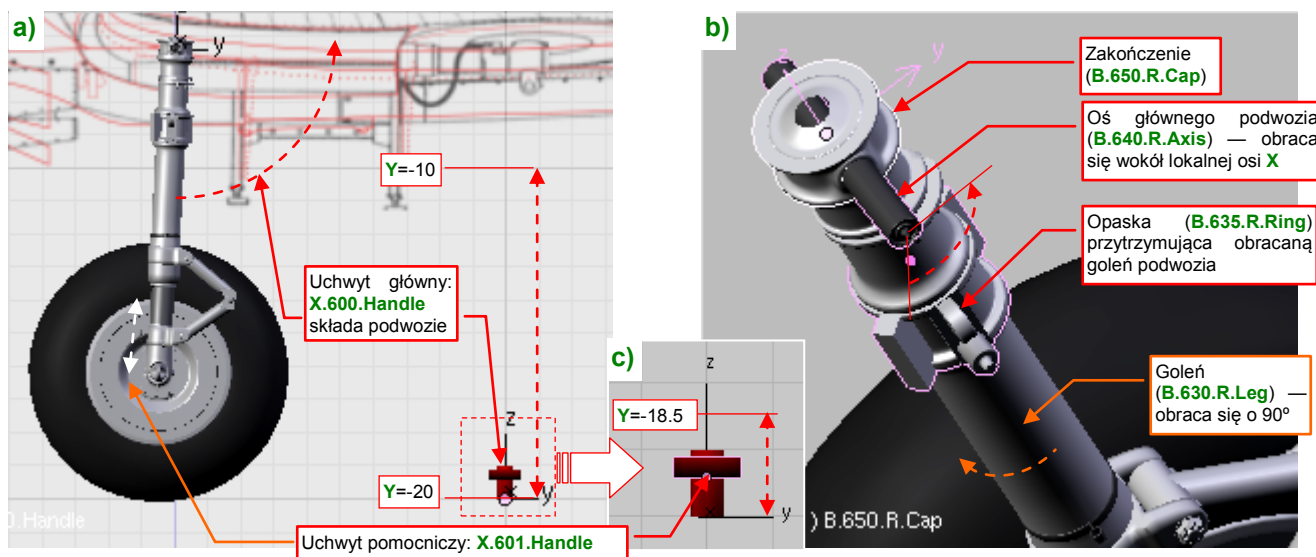 a)
y
Y=-10
Uchwyt główny:
X.600.Handle
składa podwozie
z
Y=-20
y
0.Handle
Uchwyt pomocniczy: X.601.Handle
c)
z
Y=-18.5
y
b)
z
y
Zakończenie
(B.650.R.Cap)
Oś głównego podwozia
(B.640.R.Axis) — obraca
się wokół lokalnej osi X
Opaska (B.635.R.Ring)
przytrzymująca obracaną
goleń podwozia
Goleń
(B.630.R.Leg) —
obraca się o 90º
) B.650.R.Cap